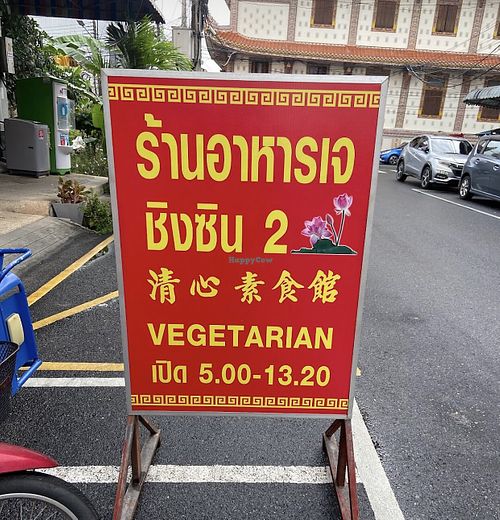 ร้านอาหารเจ
ชิงซิน 2
HappyCow
清心素食館
VEGETARIAN
เปิด 5.00-13.20